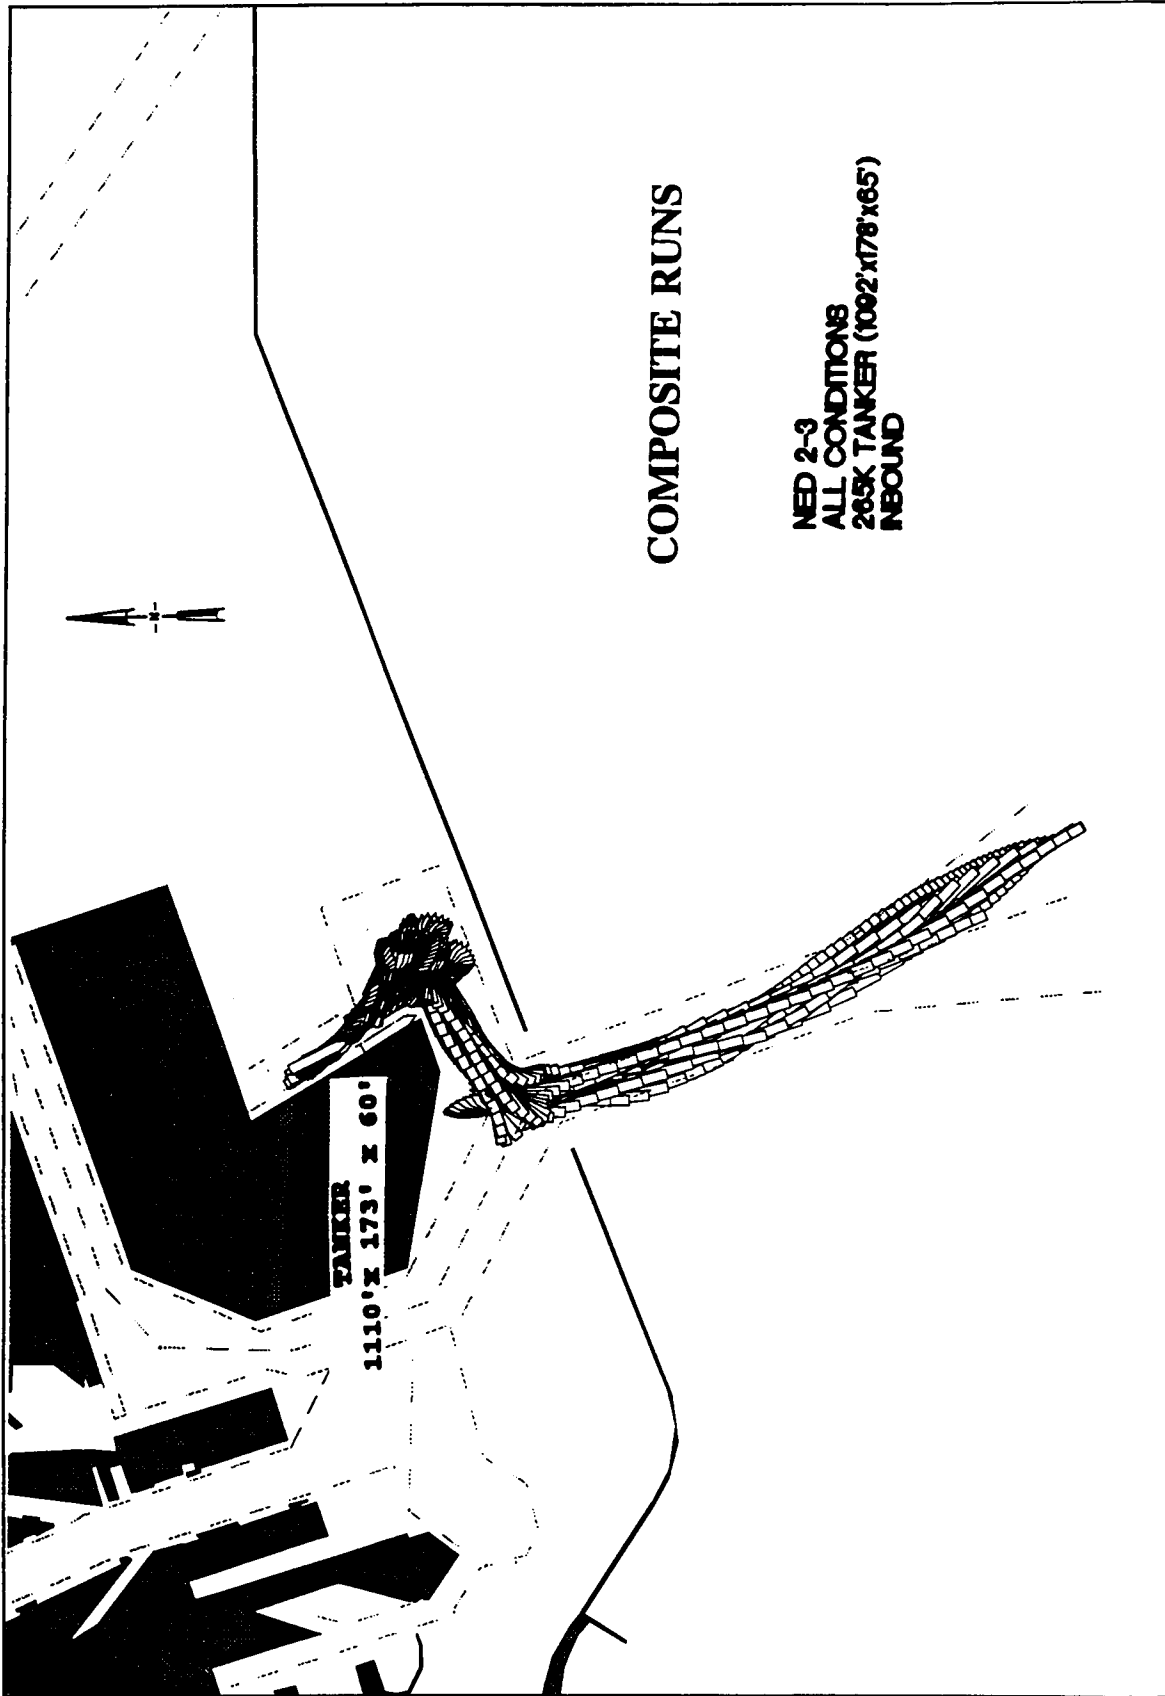 COMPOSITE RUNS
NED 2-3
ALL CONDITIONS
265K TANKER (1092'x178'x65')
INBOUND
TANKER
1110'X 173' X 60'
N